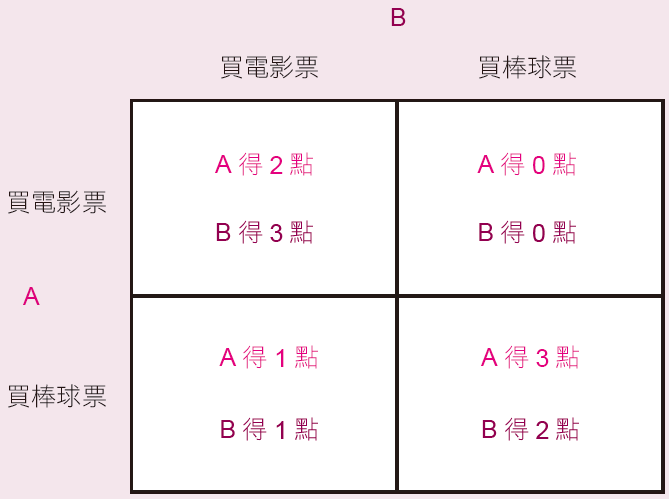 B
買電影票 買棒球票
A 得 2 點 A 得 0 點
買電影票
B 得 3 點 B 得 0 點
A
A 得 1 點 A 得 3 點
買棒球票
B 得 1 點 B 得 2 點